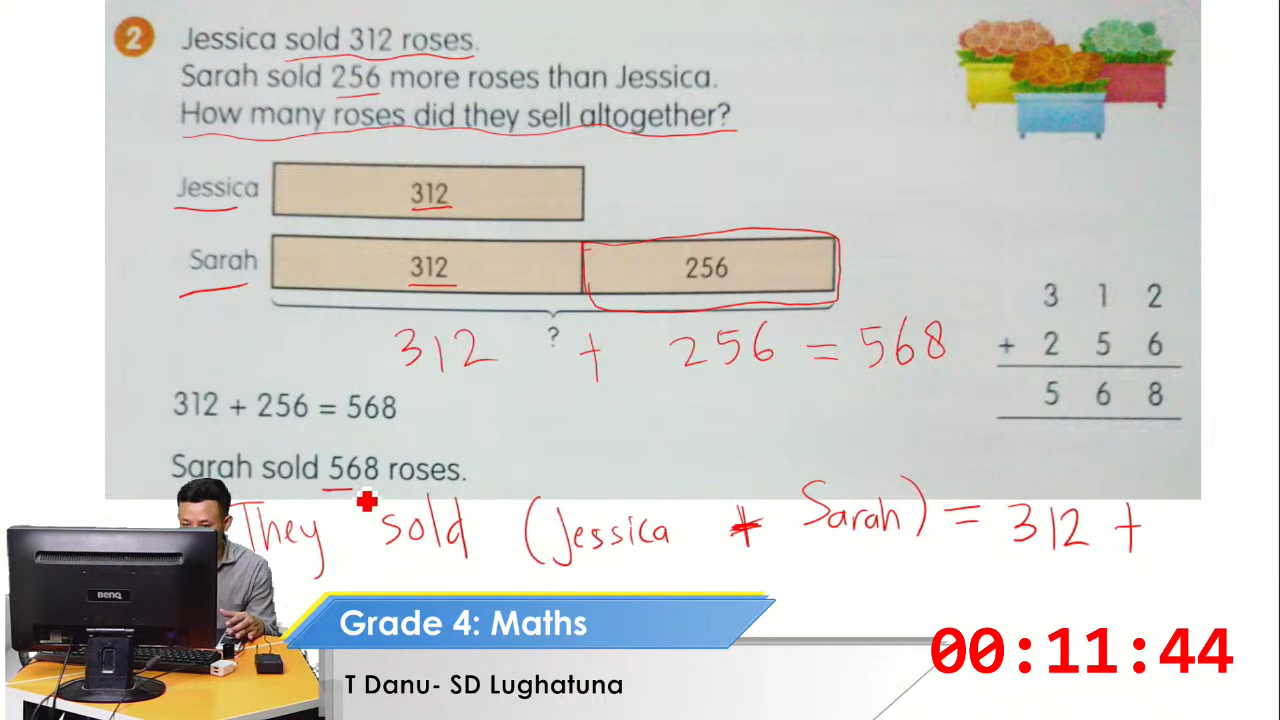 2 Jessica sold 312 roses.
Sarah sold 256 more roses than Jessica.
How many roses did they sell altogether?
Jessica 312
Sarah 312 256
?
312 + 256 = 568
3 1 2
+ 2 5 6
5 6 8
312 + 256 = 568
Sarah sold 568 roses.
They sold (Jessica + Sarah) = 312 +
BENQ
Grade 4: Maths
00:11:44
T Danu- SD Lughatuna